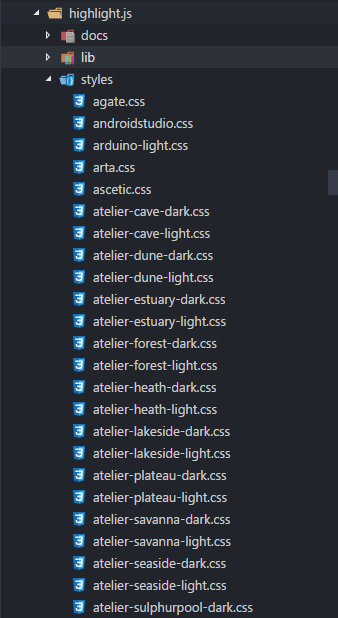 highlight.js
docs
lib
styles
agate.css
androidstudio.css
arduino-light.css
arta.css
ascetic.css
atelier-cave-dark.css
atelier-cave-light.css
atelier-dune-dark.css
atelier-dune-light.css
atelier-estuary-dark.css
atelier-estuary-light.css
atelier-forest-dark.css
atelier-forest-light.css
atelier-heath-dark.css
atelier-heath-light.css
atelier-lakeside-dark.css
atelier-lakeside-light.css
atelier-plateau-dark.css
atelier-plateau-light.css
atelier-savanna-dark.css
atelier-savanna-light.css
atelier-seaside-dark.css
atelier-seaside-light.css
atelier-sulphurpool-dark.css